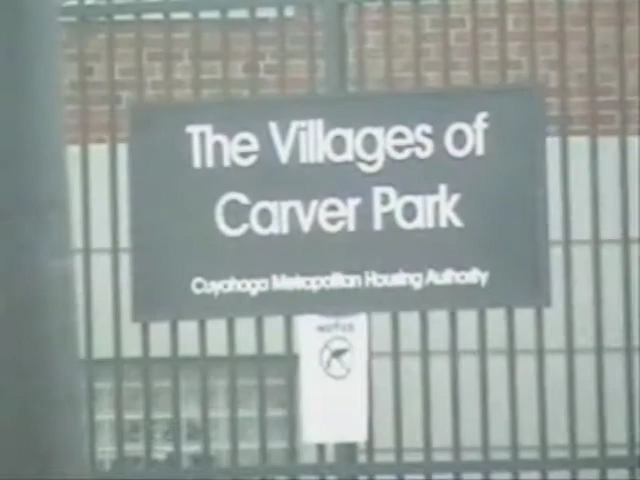 The Villages of
Carver Park
Cuyahoga Metropolitan Housing Authority
NOTICE